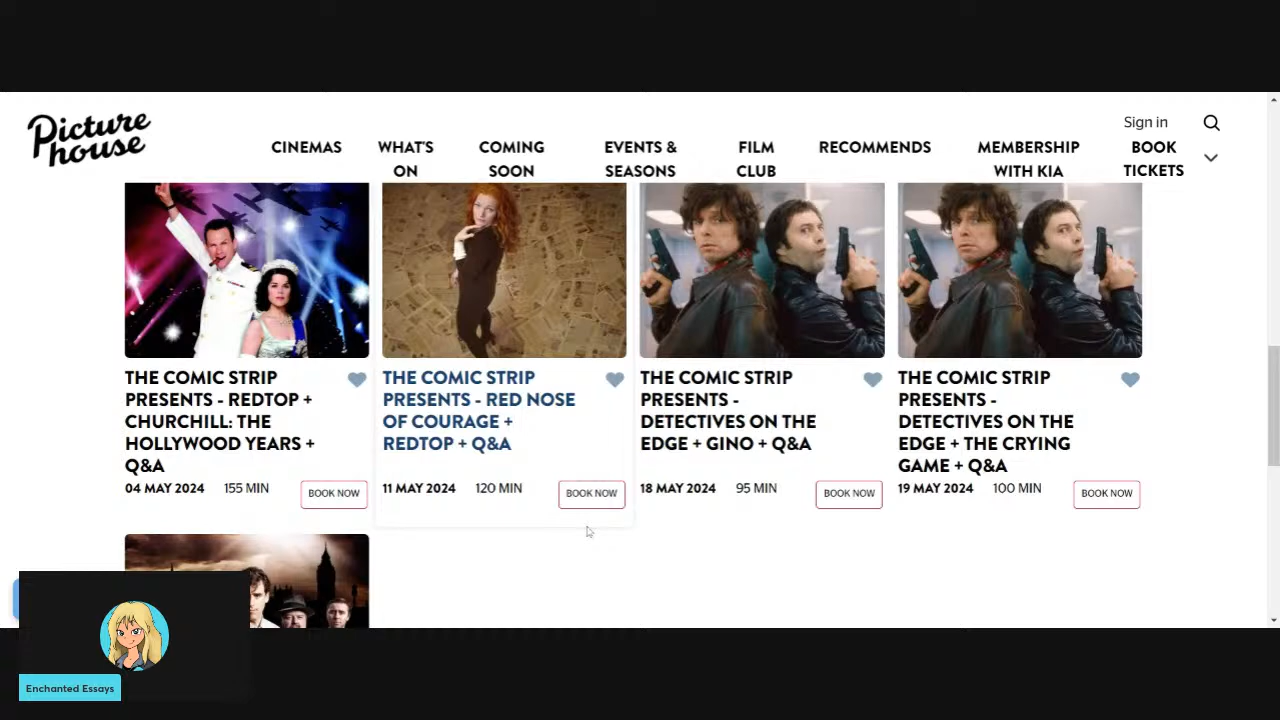 Picture house
Sign in
CINEMAS
WHAT'S
ON
COMING
SOON
EVENTS &
SEASONS
FILM
CLUB
RECOMMENDS
MEMBERSHIP
WITH KIA
BOOK
TICKETS
THE COMIC STRIP
PRESENTS - REDTOP +
CHURCHILL: THE
HOLLYWOOD YEARS +
Q&A
04 MAY 2024 155 MIN BOOK NOW
THE COMIC STRIP
PRESENTS - RED NOSE
OF COURAGE +
REDTOP + Q&A
11 MAY 2024 120 MIN BOOK NOW
THE COMIC STRIP
PRESENTS -
DETECTIVES ON THE
EDGE + GINO + Q&A
18 MAY 2024 95 MIN BOOK NOW
THE COMIC STRIP
PRESENTS -
DETECTIVES ON THE
EDGE + THE CRYING
GAME + Q&A
19 MAY 2024 100 MIN BOOK NOW
Enchanted Essays